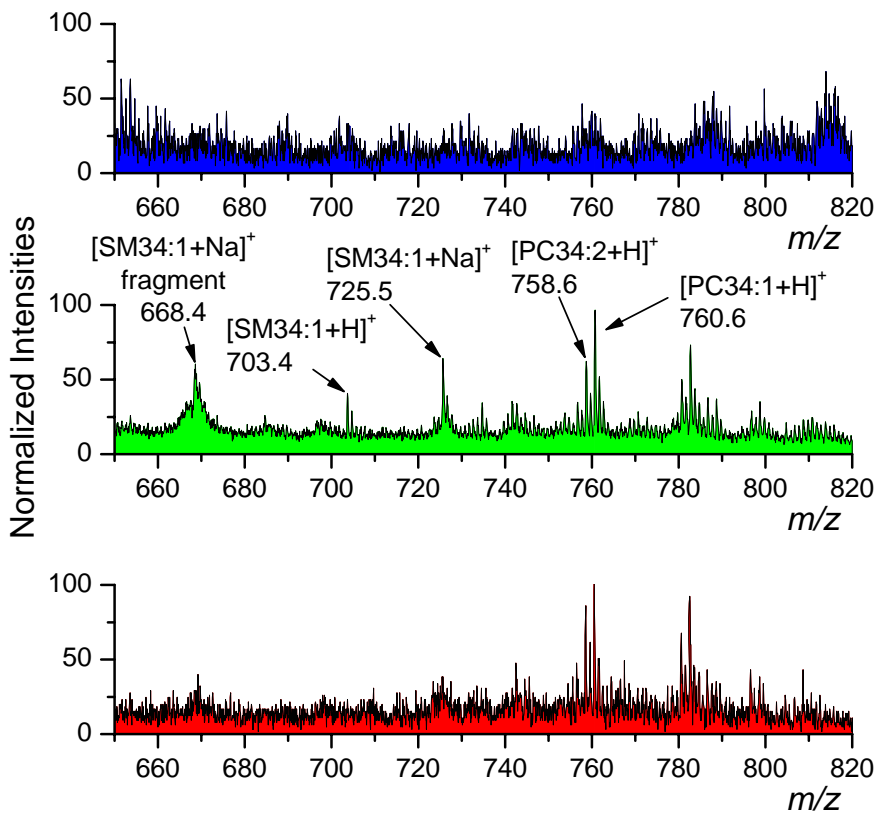 100
50
0
660 680 700 720 740 760 780 800 820
m/z
Normalized Intensities
[SM34:1+Na]+
fragment
668.4
[SM34:1+H]+
703.4
[SM34:1+Na]+
725.5
[PC34:2+H]+
758.6
[PC34:1+H]+
760.6
100
50
0
660 680 700 720 740 760 780 800 820
m/z
100
50
0
660 680 700 720 740 760 780 800 820
m/z